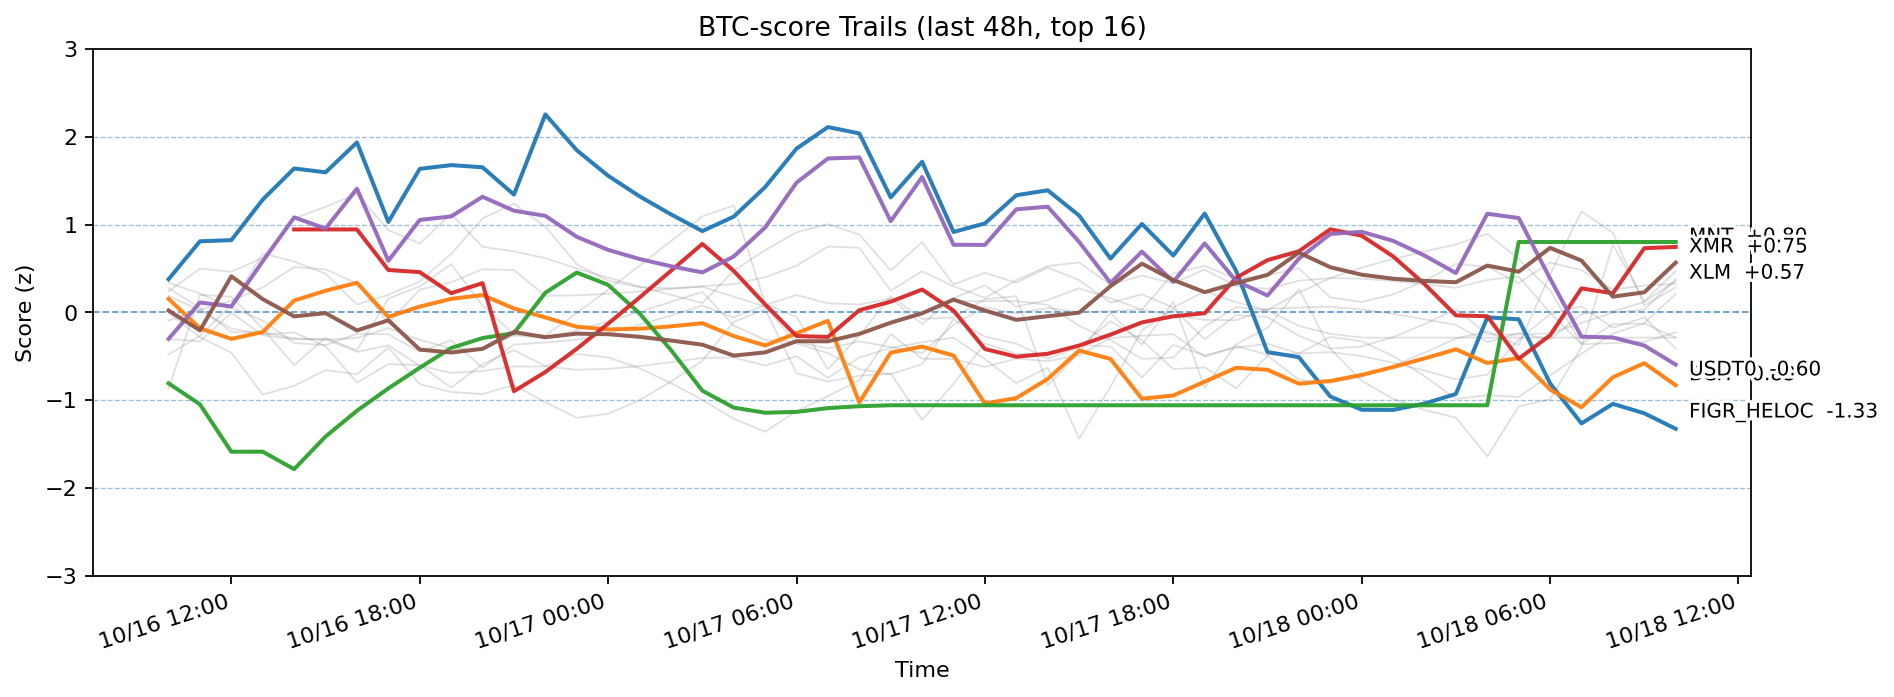 BTC-score Trails (last 48h, top 16)
3
2
1
0
−1
−2
−3
Score (z)
MNT +0.80
XMR +0.75
XLM +0.57
USDT0 -0.60
FIGR_HELOC -1.33
10/16 12:00
10/16 18:00
10/17 00:00
10/17 06:00
10/17 12:00
10/17 18:00
10/18 00:00
10/18 06:00
10/18 12:00
Time